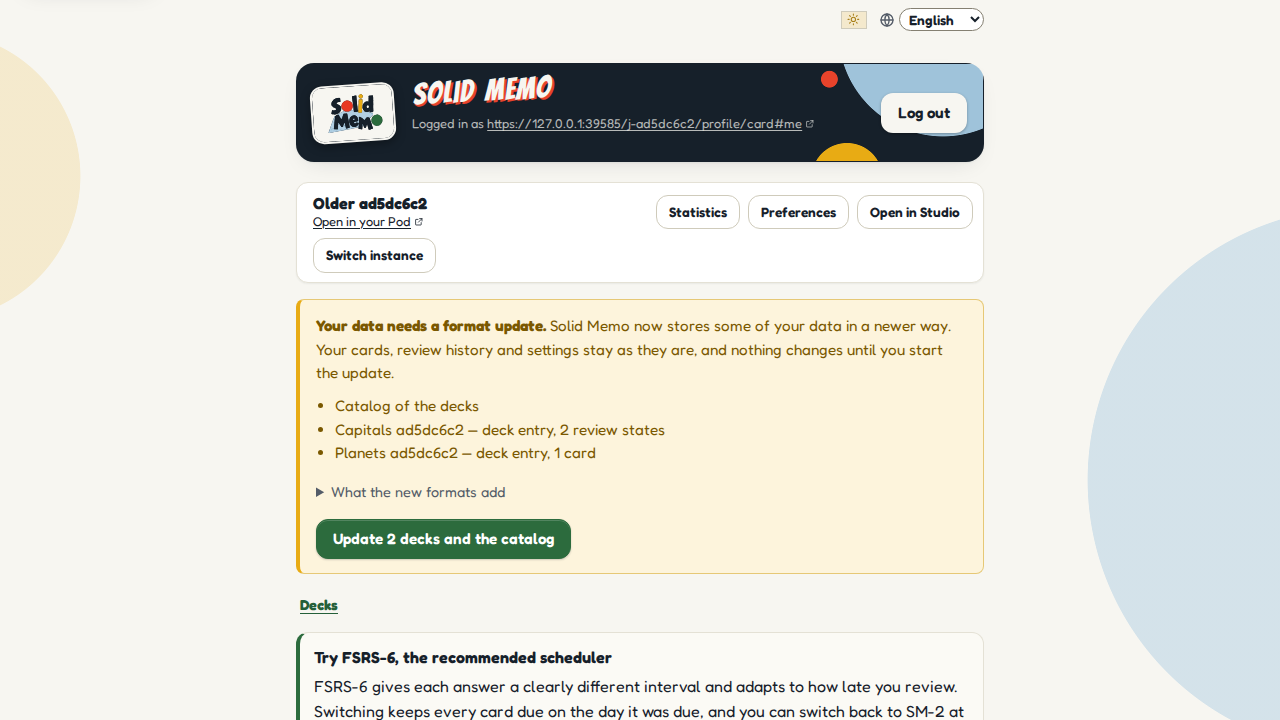 English
Solid
Memo
SOLID MEMO
Logged in as https://127.0.0.1:39585/j-ad5dc6c2/profile/card#me
Log out
Older ad5dc6c2
Open in your Pod
Statistics
Preferences
Open in Studio
Switch instance
Your data needs a format update. Solid Memo now stores some of your data in a newer way.
Your cards, review history and settings stay as they are, and nothing changes until you start
the update.
• Catalog of the decks
• Capitals ad5dc6c2 — deck entry, 2 review states
• Planets ad5dc6c2 — deck entry, 1 card
What the new formats add
Update 2 decks and the catalog
Decks
Try FSRS-6, the recommended scheduler
FSRS-6 gives each answer a clearly different interval and adapts to how late you review.
Switching keeps every card due on the day it was due, and you can switch back to SM-2 at